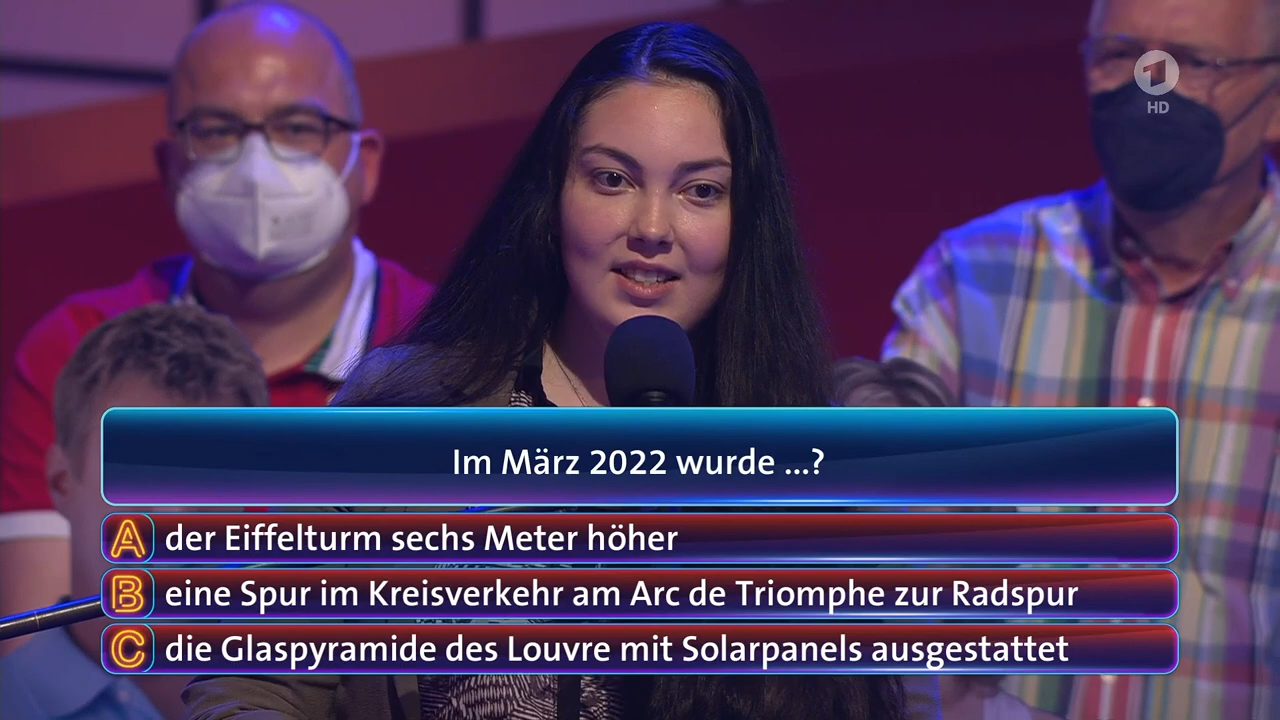 1
HD
Im März 2022 wurde ...?
A der Eiffelturm sechs Meter höher
B eine Spur im Kreisverkehr am Arc de Triomphe zur Radspur
C die Glaspyramide des Louvre mit Solarpanels ausgestattet